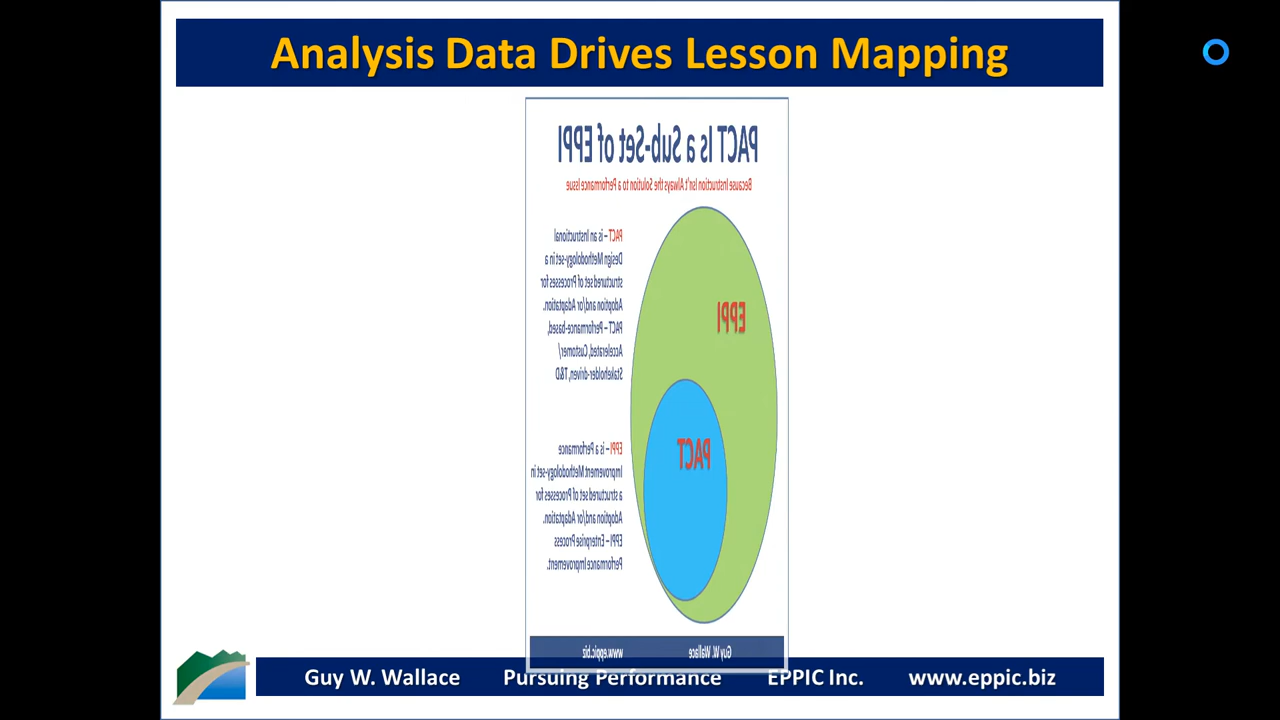 Analysis Data Drives Lesson Mapping
PACT Is a Sub-Set of EPPI
Because Instruction Isn't Always the Solution to a Performance Issue
PACT – is an Instructional
Design Methodology-set in a
structured set of Processes for
Adoption and/or Adaptation.
PACT – Performance-based,
Accelerated, Customer/
Stakeholder-driven, T&D
EPPI
PACT
EPPI – is a Performance
Improvement Methodology-set in
a structured set of Processes for
Adoption and/or Adaptation.
EPPI – Enterprise Process
Performance Improvement.
Guy W. Wallace www.eppic.biz
Guy W. Wallace Pursuing Performance EPPIC Inc. www.eppic.biz